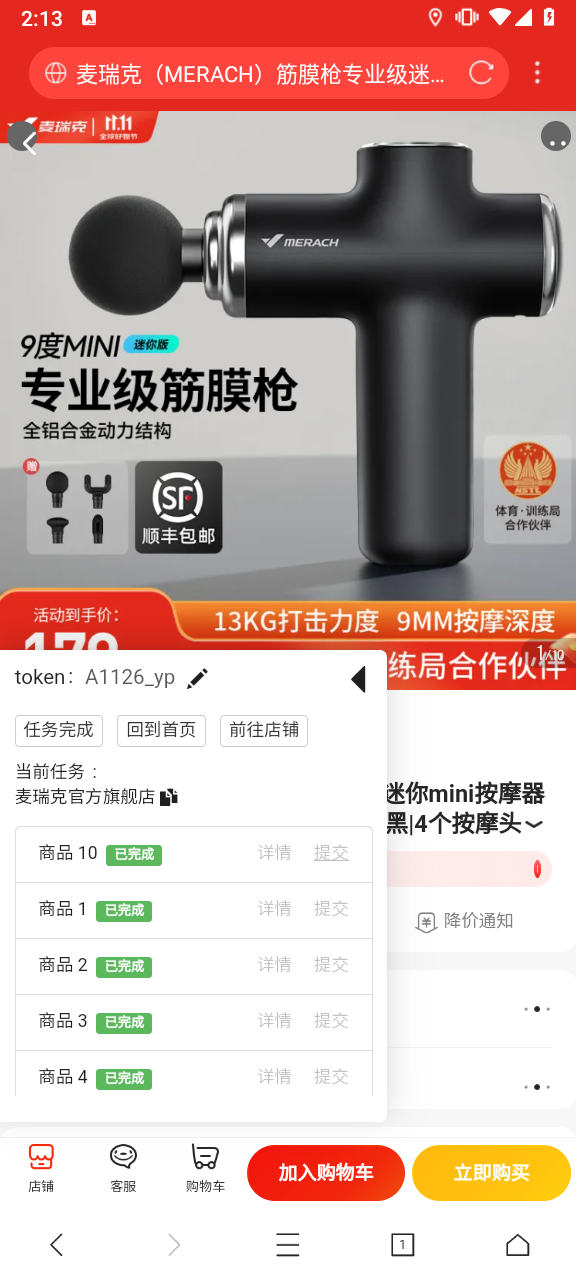 2:13
麦瑞克（MERACH）筋膜枪专业级迷…
麦瑞克 11.11
全球好物节
MERACH
9度MINI 迷你版
专业级筋膜枪
全铝合金动力结构
赠
SF
顺丰包邮
NSTC
体育·训练局
合作伙伴
活动到手价：
13KG打击力度 9MM按摩深度
179
练局合作伙伴
1/10
token： A1126_yp
任务完成 回到首页 前往店铺
当前任务：
麦瑞克官方旗舰店
迷你mini按摩器
黑|4个按摩头
商品 10 已完成 详情 提交
商品 1 已完成 详情 提交
降价通知
商品 2 已完成 详情 提交
商品 3 已完成 详情 提交
商品 4 已完成 详情 提交
店铺 客服 购物车 加入购物车 立即购买
1